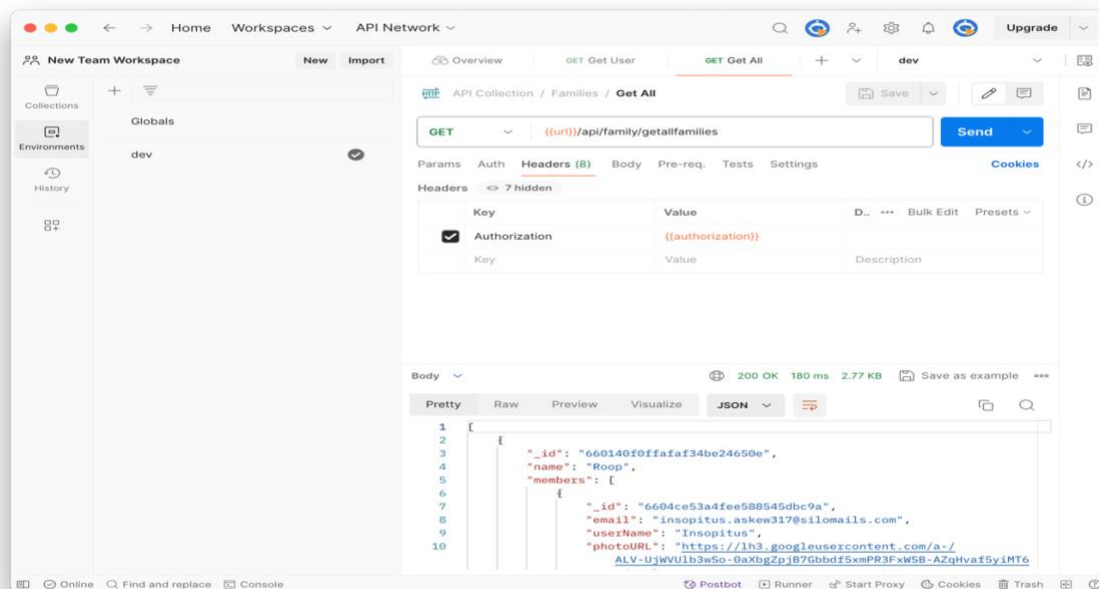 Home Workspaces API Network Upgrade
New Team Workspace New Import Overview GET Get User GET Get All dev
Collections
Environments
History
Globals
dev
API Collection / Families / Get All Save
GET {{url}}/api/family/getallfamilies Send
Params Auth Headers (8) Body Pre-req. Tests Settings Cookies
Headers 7 hidden
Key Value D.. Bulk Edit Presets
Authorization {{authorization}}
Key Value Description
Body 200 OK 180 ms 2.77 KB Save as example
Pretty Raw Preview Visualize JSON
1 [
2 {
3 "_id": "660140f0ffafaf34be24650e",
4 "name": "Roop",
5 "members": [
6 {
7 "_id": "6604ce53a4fee588545dbc9a",
8 "email": "insopitus.askew317@silomails.com",
9 "userName": "Insopitus",
10 "photoURL": "https://lh3.googleusercontent.com/a-/
ALV-UjWVUlb3wSo-0aXbgZpjB7Gbbdf5xmPR3FxWSB-AZqHvaf5yiMT6
Online Find and replace Console Postbot Runner Start Proxy Cookies Trash